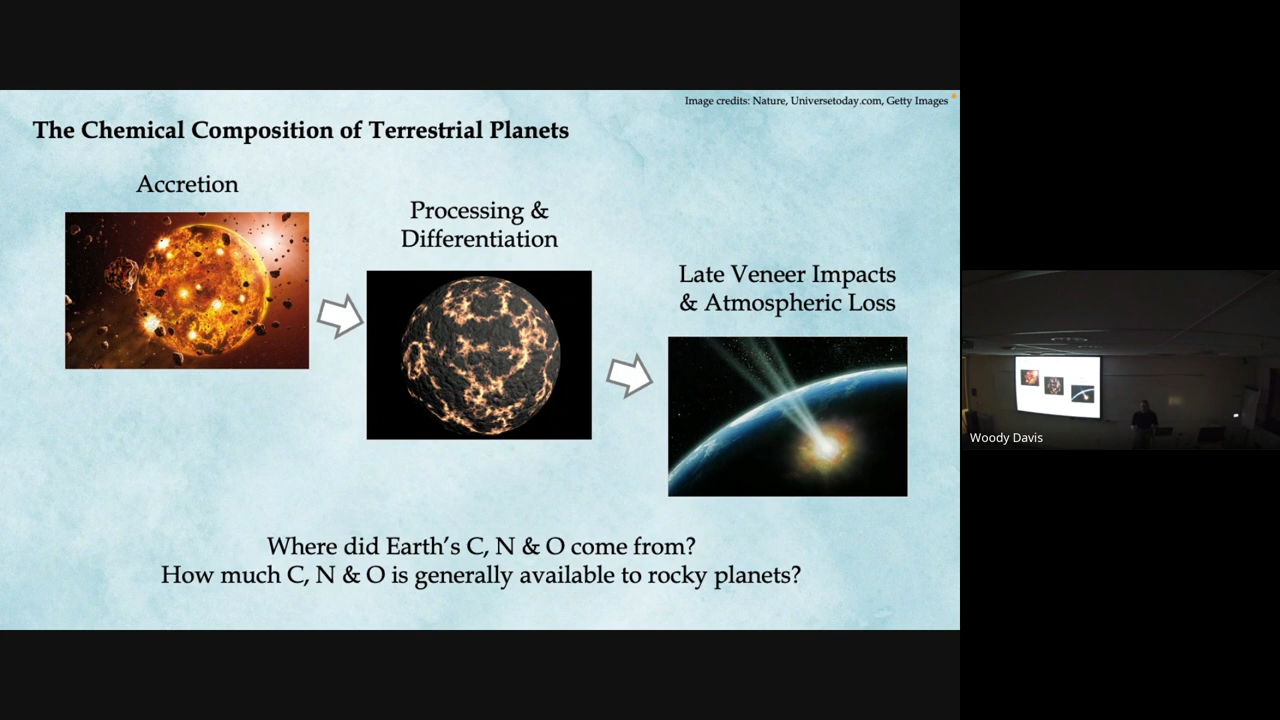 Image credits: Nature, Universetoday.com, Getty Images
The Chemical Composition of Terrestrial Planets
Accretion
Processing &
Differentiation
Late Veneer Impacts
& Atmospheric Loss
Where did Earth's C, N & O come from?
How much C, N & O is generally available to rocky planets?
Woody Davis